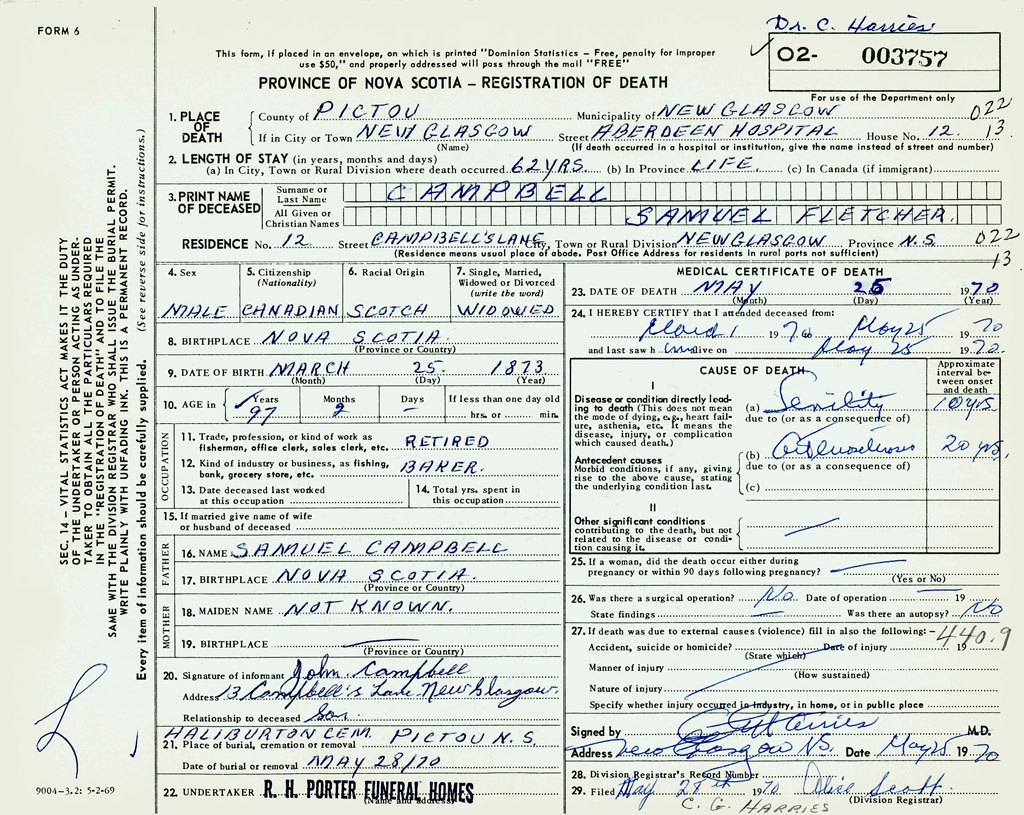 FORM 6
Dr. C. Harries
02- 003757
For use of the Department only
This form, if placed in an envelope, on which is printed "Dominion Statistics — Free, penalty for improper
use $50," and properly addressed will pass through the mail "FREE"
PROVINCE OF NOVA SCOTIA — REGISTRATION OF DEATH
1. PLACE OF DEATH
County of PICTOU Municipality of NEW GLASGOW 022
If in City or Town NEW GLASGOW Street ABERDEEN HOSPITAL House No. 12. 13
(Name) (If death occurred in a hospital or institution, give the name instead of street and number)
2. LENGTH OF STAY (in years, months and days)
(a) In City, Town or Rural Division where death occurred 62 YRS. (b) In Province LIFE. (c) In Canada (if immigrant)
3. PRINT NAME OF DECEASED
Surname or Last Name CAMPBELL
All Given or Christian Names SAMUEL FLETCHER.
RESIDENCE No. 12 Street CAMPBELL'S LANE City, Town or Rural Division NEW GLASGOW Province N.S. 022
(Residence means usual place of abode. Post Office Address for residents in rural parts not sufficient) 13
4. Sex MALE
5. Citizenship (Nationality) CANADIAN
6. Racial Origin SCOTCH
7. Single, Married, Widowed or Divorced (write the word) WIDOWED
8. BIRTHPLACE NOVA SCOTIA.
(Province or Country)
9. DATE OF BIRTH MARCH 25. 1873
(Month) (Day) (Year)
10. AGE in Years 97 Months 2 Days – If less than one day old hrs. or min.
OCCUPATION
11. Trade, profession, or kind of work as fisherman, office clerk, sales clerk, etc. RETIRED
12. Kind of industry or business, as fishing, bank, grocery store, etc. BAKER.
13. Date deceased last worked at this occupation
14. Total yrs. spent in this occupation
15. If married give name of wife or husband of deceased
FATHER
16. NAME SAMUEL CAMPBELL
17. BIRTHPLACE NOVA SCOTIA.
(Province or Country)
MOTHER
18. MAIDEN NAME NOT KNOWN.
19. BIRTHPLACE
(Province or Country)
20. Signature of informant John Campbell
Address 13 Campbell's Lane New Glasgow.
Relationship to deceased Son
HALIBURTON CEM. PICTOU N.S.
21. Place of burial, cremation or removal
Date of burial or removal MAY 28/70
22. UNDERTAKER R. H. PORTER FUNERAL HOMES
(Name and address)
MEDICAL CERTIFICATE OF DEATH
23. DATE OF DEATH MAY 25 1970
(Month) (Day) (Year)
24. I HEREBY CERTIFY that I attended deceased from:
March 1 1970 May 25 1970
and last saw him alive on May 25 1970
CAUSE OF DEATH
Approximate interval between onset and death
I
Disease or condition directly leading to death (This does not mean the mode of dying, e.g., heart failure, asthenia, etc. It means the disease, injury, or complication which caused death.)
(a) Senility 10 yrs
due to (or as a consequence of)
Antecedent causes
Morbid conditions, if any, giving rise to the above cause, stating the underlying condition last.
(b) 20 yrs.
due to (or as a consequence of)
(c)
II
Other significant conditions contributing to the death, but not related to the disease or condition causing it.
25. If a woman, did the death occur either during pregnancy or within 90 days following pregnancy?
(Yes or No)
26. Was there a surgical operation? No Date of operation 19
State findings Was there an autopsy? No
27. If death was due to external causes (violence) fill in also the following: – 440.9
Accident, suicide or homicide? Date of injury 19
(State which)
Manner of injury
(How sustained)
Nature of injury
Specify whether injury occurred in industry, in home, or in public place
Signed by C G Harries M.D.
Address New Glasgow N.S. Date May 25 1970
28. Division Registrar's Record Number
29. Filed May 28th 1970 Alice Scott
(Division Registrar)
C. G. HARRIES
SEC. 14 — VITAL STATISTICS ACT MAKES IT THE DUTY
OF THE UNDERTAKER OR PERSON ACTING AS UNDER-
TAKER TO OBTAIN ALL THE PARTICULARS REQUIRED
IN THE "REGISTRATION OF DEATH" AND TO FILE THE
SAME WITH THE DIVISION REGISTRAR WHO SHALL ISSUE THE BURIAL PERMIT.
WRITE PLAINLY WITH UNFADING INK. THIS IS A PERMANENT RECORD.
Every item of information should be carefully supplied. (See reverse side for instructions.)
9004–3.2: 5-2-69